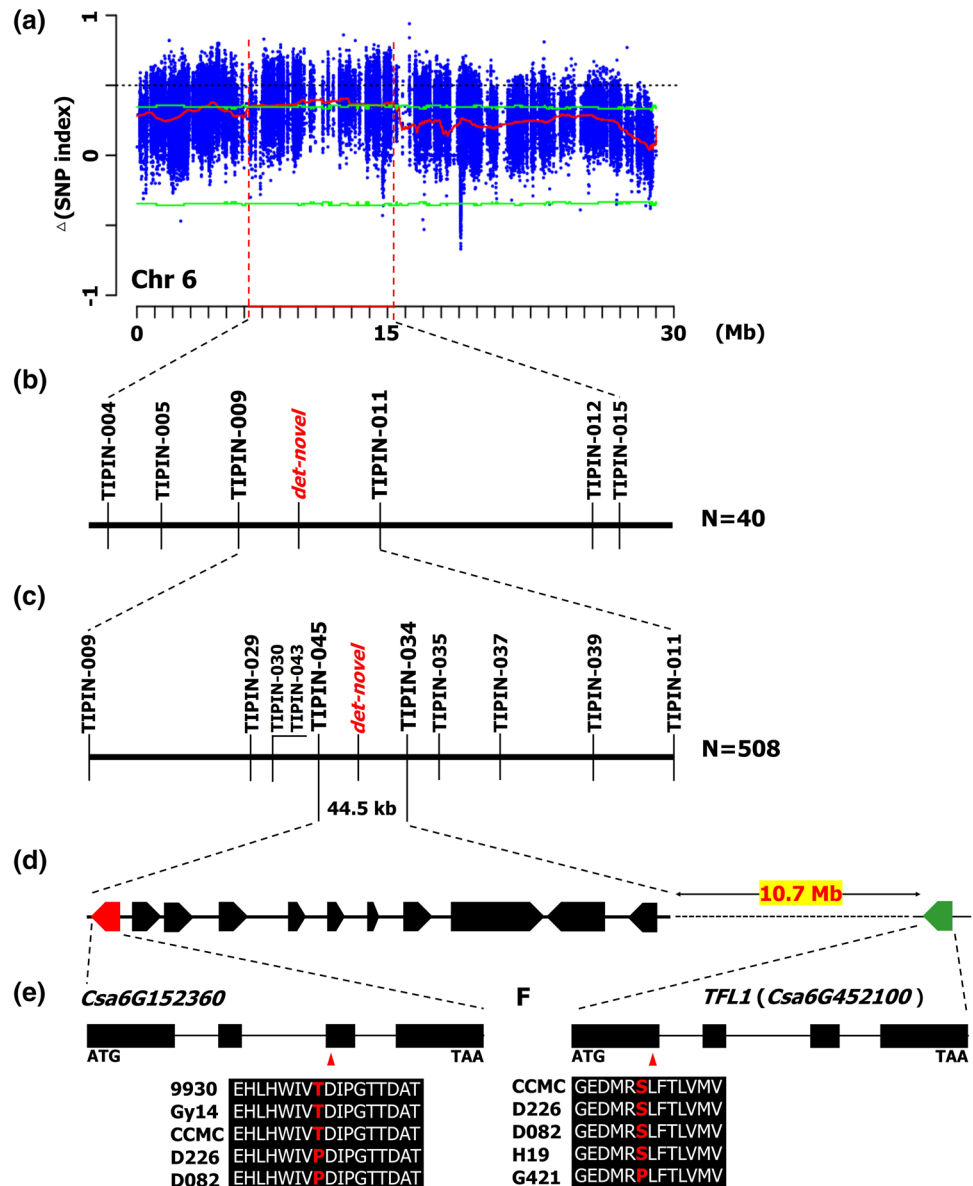 (a)
1
0
-1
△(SNP index)
Chr 6
0
15
30
(Mb)
(b)
TIPIN-004
TIPIN-005
TIPIN-009
det-novel
TIPIN-011
TIPIN-012
TIPIN-015
N=40
(c)
TIPIN-009
TIPIN-029
TIPIN-030
TIPIN-043
TIPIN-045
det-novel
TIPIN-034
TIPIN-035
TIPIN-037
TIPIN-039
TIPIN-011
N=508
44.5 kb
(d)
10.7 Mb
(e)
Csa6G152360
ATG
TAA
9930 EHLHWIVTDIPGTTDAT
Gy14 EHLHWIVTDIPGTTDAT
CCMC EHLHWIVTDIPGTTDAT
D226 EHLHWIVPDIPGTTDAT
D082 EHLHWIVPDIPGTTDAT
F
TFL1 (Csa6G452100 )
ATG
TAA
CCMC GEDMRSLFTLVMV
D226 GEDMRSLFTLVMV
D082 GEDMRSLFTLVMV
H19 GEDMRSLFTLVMV
G421 GEDMRPLFTLVMV